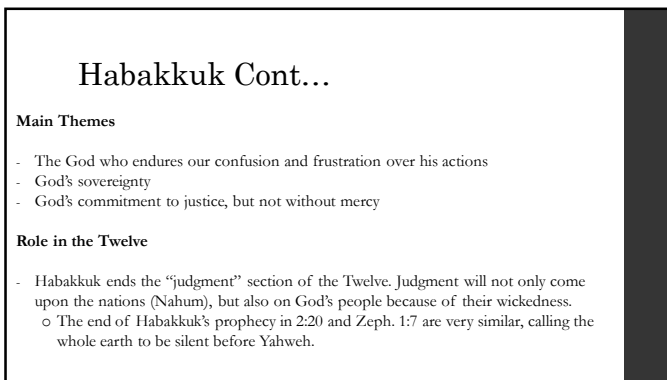 Habakkuk Cont…
Main Themes
- The God who endures our confusion and frustration over his actions
- God’s sovereignty
- God’s commitment to justice, but not without mercy
Role in the Twelve
- Habakkuk ends the “judgment” section of the Twelve. Judgment will not only come
upon the nations (Nahum), but also on God’s people because of their wickedness.
o The end of Habakkuk’s prophecy in 2:20 and Zeph. 1:7 are very similar, calling the
whole earth to be silent before Yahweh.